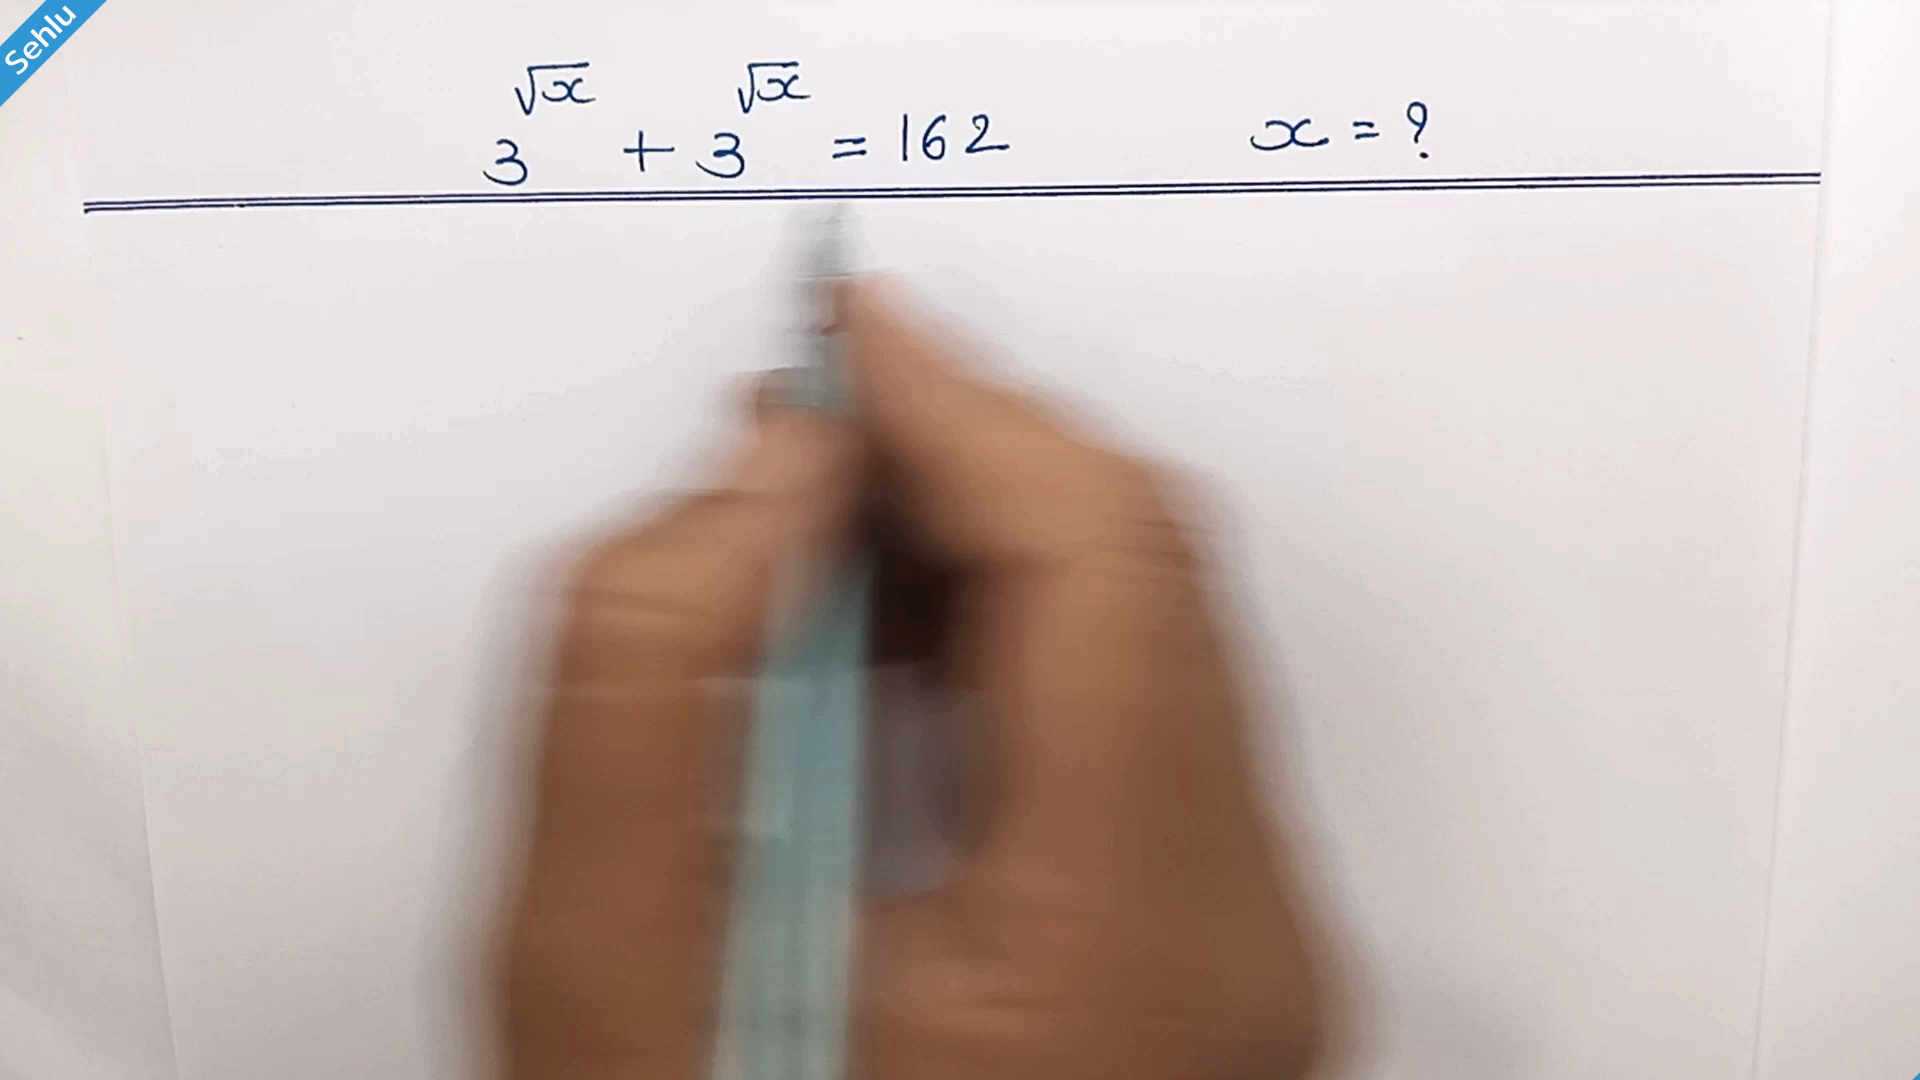 Sehlu
3^√x + 3^√x = 162 x = ?